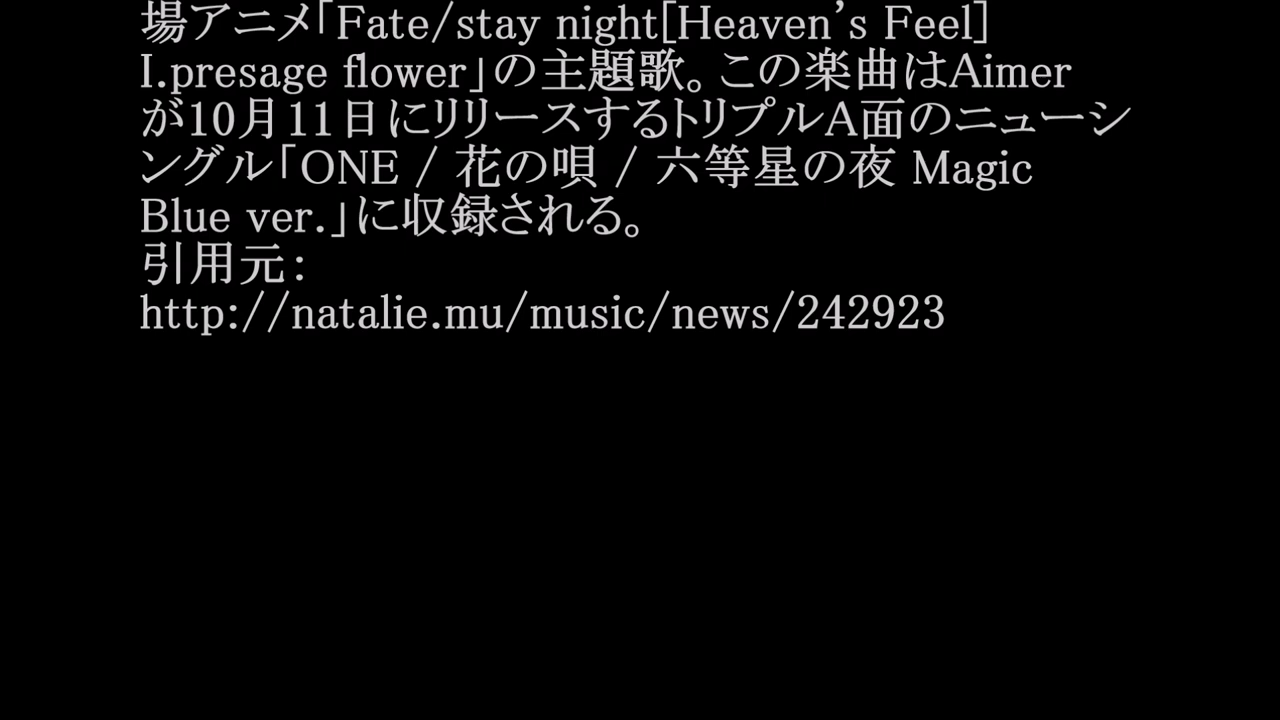 場アニメ「Fate/stay night[Heaven’s Feel]
I.presage flower」の主題歌。この楽曲はAimer
が10月11日にリリースするトリプルA面のニューシ
ングル「ONE / 花の唄 / 六等星の夜 Magic
Blue ver.」に収録される。
引用元：
http://natalie.mu/music/news/242923